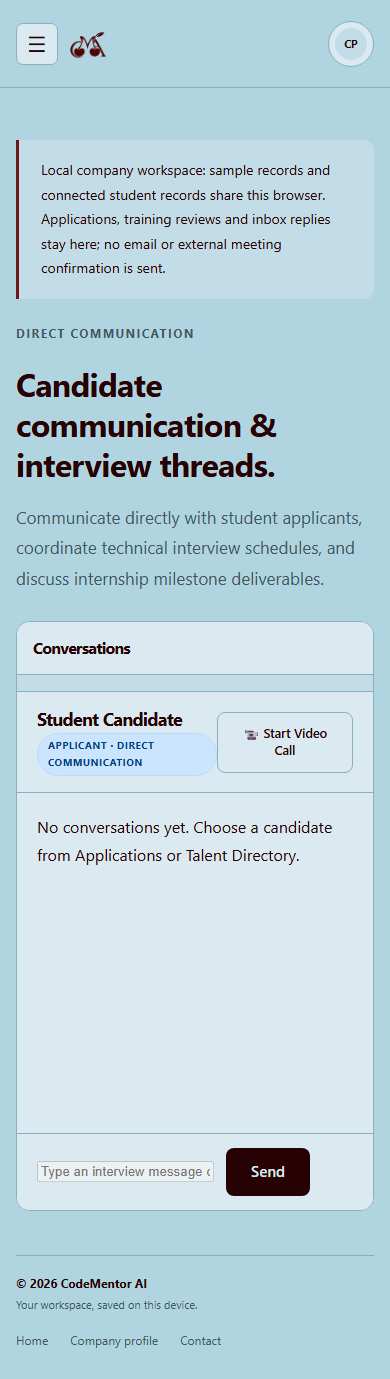 ☰
CP
Local company workspace: sample records and
connected student records share this browser.
Applications, training reviews and inbox replies
stay here; no email or external meeting
confirmation is sent.
DIRECT COMMUNICATION
Candidate
communication &
interview threads.
Communicate directly with student applicants,
coordinate technical interview schedules, and
discuss internship milestone deliverables.
Conversations
Student Candidate
APPLICANT · DIRECT
COMMUNICATION
Start Video
Call
No conversations yet. Choose a candidate
from Applications or Talent Directory.
Type an interview message
Send
© 2026 CodeMentor AI
Your workspace, saved on this device.
Home Company profile Contact